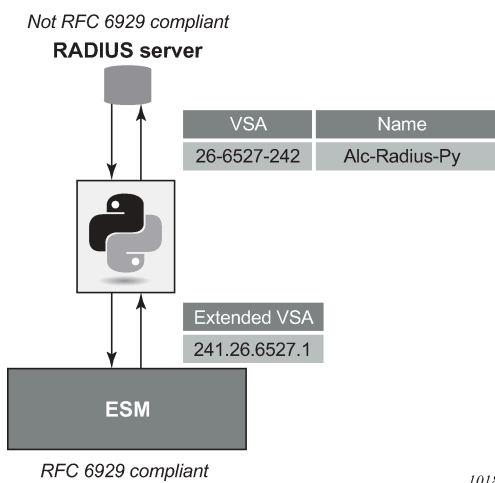 Not RFC 6929 compliant
RADIUS server
VSA Name
26-6527-242 Alc-Radius-Py
Extended VSA
241.26.6527.1
ESM
RFC 6929 compliant